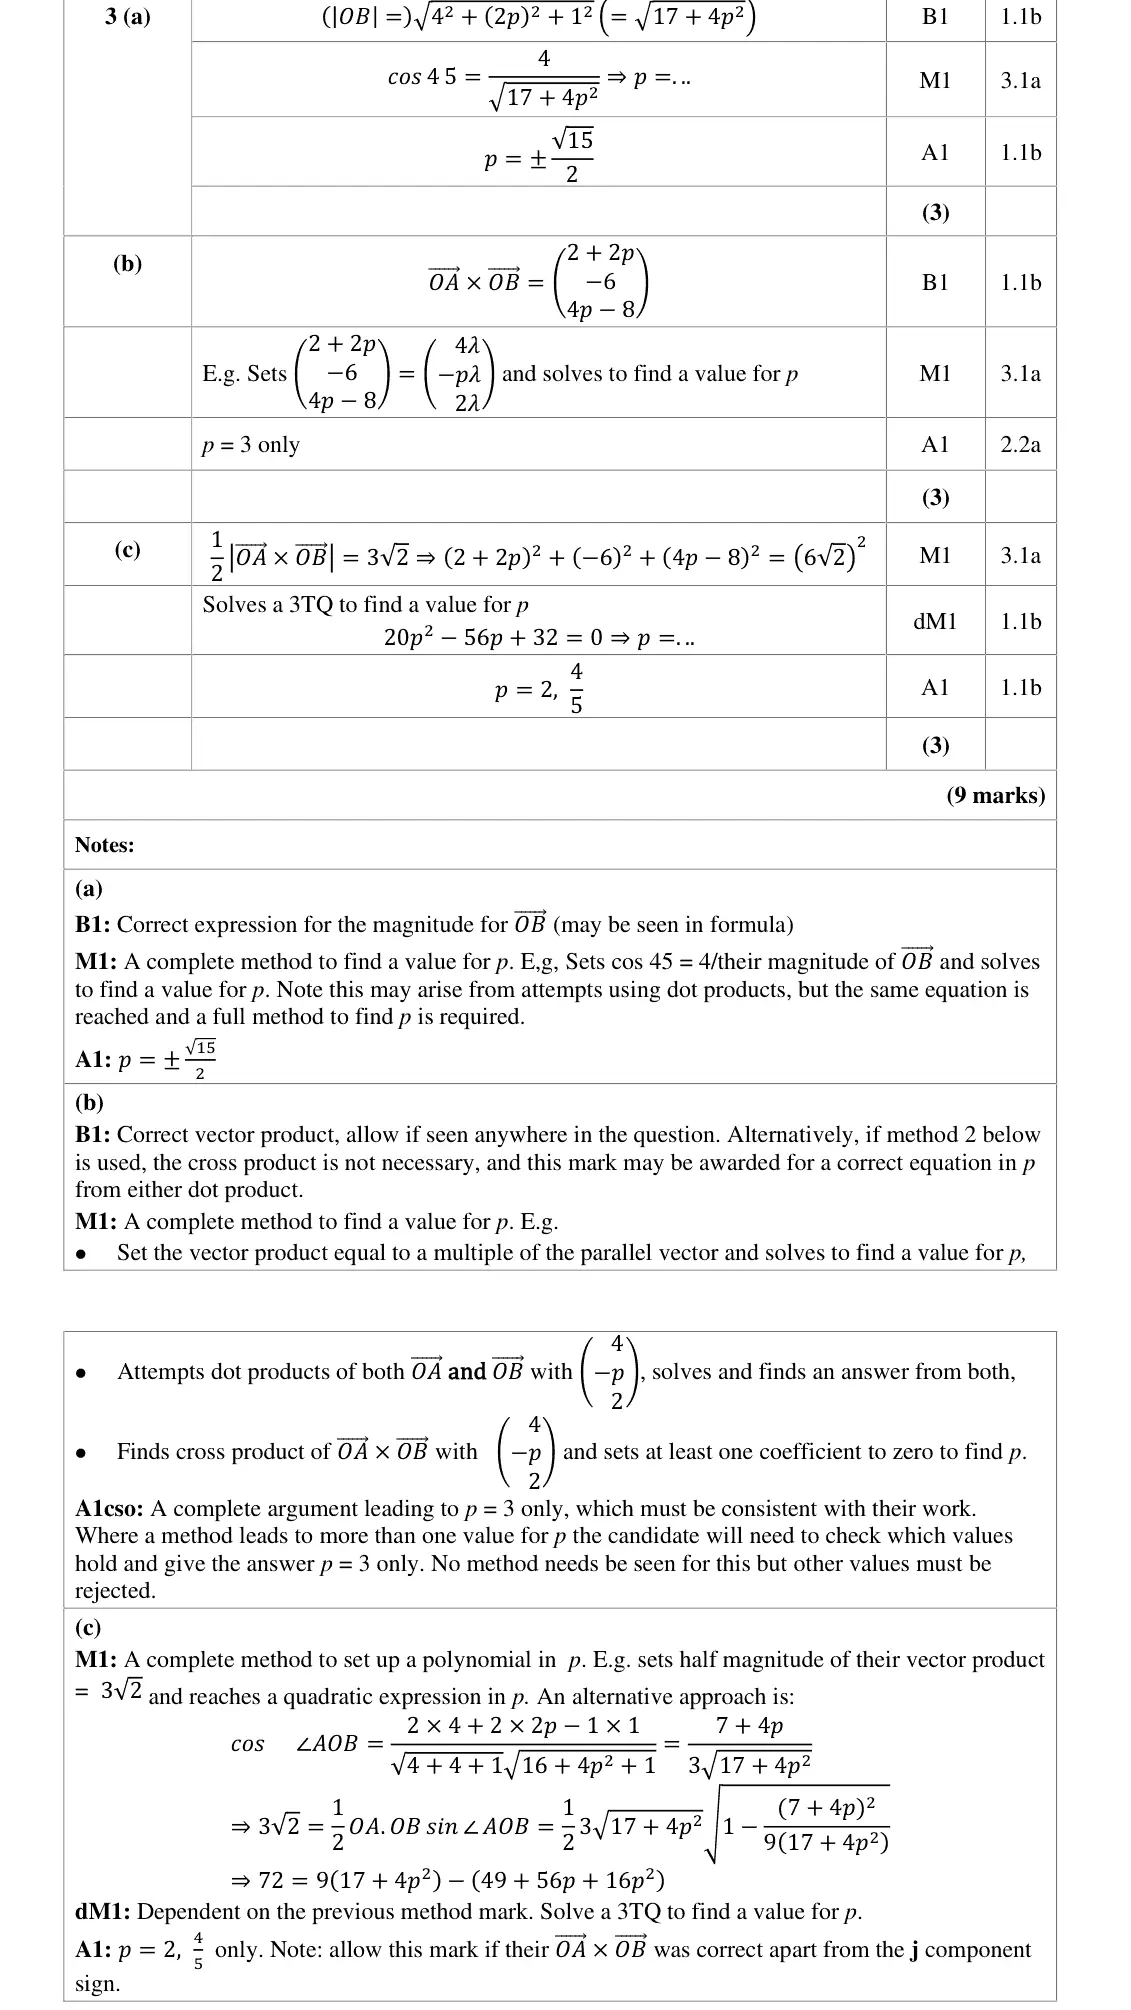 3 (a) (|OB| =)√(4² + (2p)² + 1²) (= √(17 + 4p²)) B1 1.1b
cos 4 5 = 4/√(17 + 4p²) ⇒ p =. .. M1 3.1a
p = ± √15/2 A1 1.1b
(3)
(b) OA × OB = (2 + 2p, −6, 4p − 8) B1 1.1b
E.g. Sets (2 + 2p, −6, 4p − 8) = (4λ, −pλ, 2λ) and solves to find a value for p M1 3.1a
p = 3 only A1 2.2a
(3)
(c) 1/2 |OA × OB| = 3√2 ⇒ (2 + 2p)² + (−6)² + (4p − 8)² = (6√2)² M1 3.1a
Solves a 3TQ to find a value for p
20p² − 56p + 32 = 0 ⇒ p =. .. dM1 1.1b
p = 2, 4/5 A1 1.1b
(3)
(9 marks)
Notes:
(a)
B1: Correct expression for the magnitude for OB (may be seen in formula)
M1: A complete method to find a value for p. E,g, Sets cos 45 = 4/their magnitude of OB and solves
to find a value for p. Note this may arise from attempts using dot products, but the same equation is
reached and a full method to find p is required.
A1: p = ± √15/2
(b)
B1: Correct vector product, allow if seen anywhere in the question. Alternatively, if method 2 below
is used, the cross product is not necessary, and this mark may be awarded for a correct equation in p
from either dot product.
M1: A complete method to find a value for p. E.g.
• Set the vector product equal to a multiple of the parallel vector and solves to find a value for p,
• Attempts dot products of both OA and OB with (4, −p, 2), solves and finds an answer from both,
• Finds cross product of OA × OB with (4, −p, 2) and sets at least one coefficient to zero to find p.
A1cso: A complete argument leading to p = 3 only, which must be consistent with their work.
Where a method leads to more than one value for p the candidate will need to check which values
hold and give the answer p = 3 only. No method needs be seen for this but other values must be
rejected.
(c)
M1: A complete method to set up a polynomial in p. E.g. sets half magnitude of their vector product
= 3√2 and reaches a quadratic expression in p. An alternative approach is:
cos ∠AOB = (2 × 4 + 2 × 2p − 1 × 1)/(√(4 + 4 + 1)√(16 + 4p² + 1)) = (7 + 4p)/(3√(17 + 4p²))
⇒ 3√2 = 1/2 OA. OB sin ∠ AOB = 1/2 3√(17 + 4p²) √(1 − (7 + 4p)²/(9(17 + 4p²)))
⇒ 72 = 9(17 + 4p²) − (49 + 56p + 16p²)
dM1: Dependent on the previous method mark. Solve a 3TQ to find a value for p.
A1: p = 2, 4/5 only. Note: allow this mark if their OA × OB was correct apart from the j component
sign.